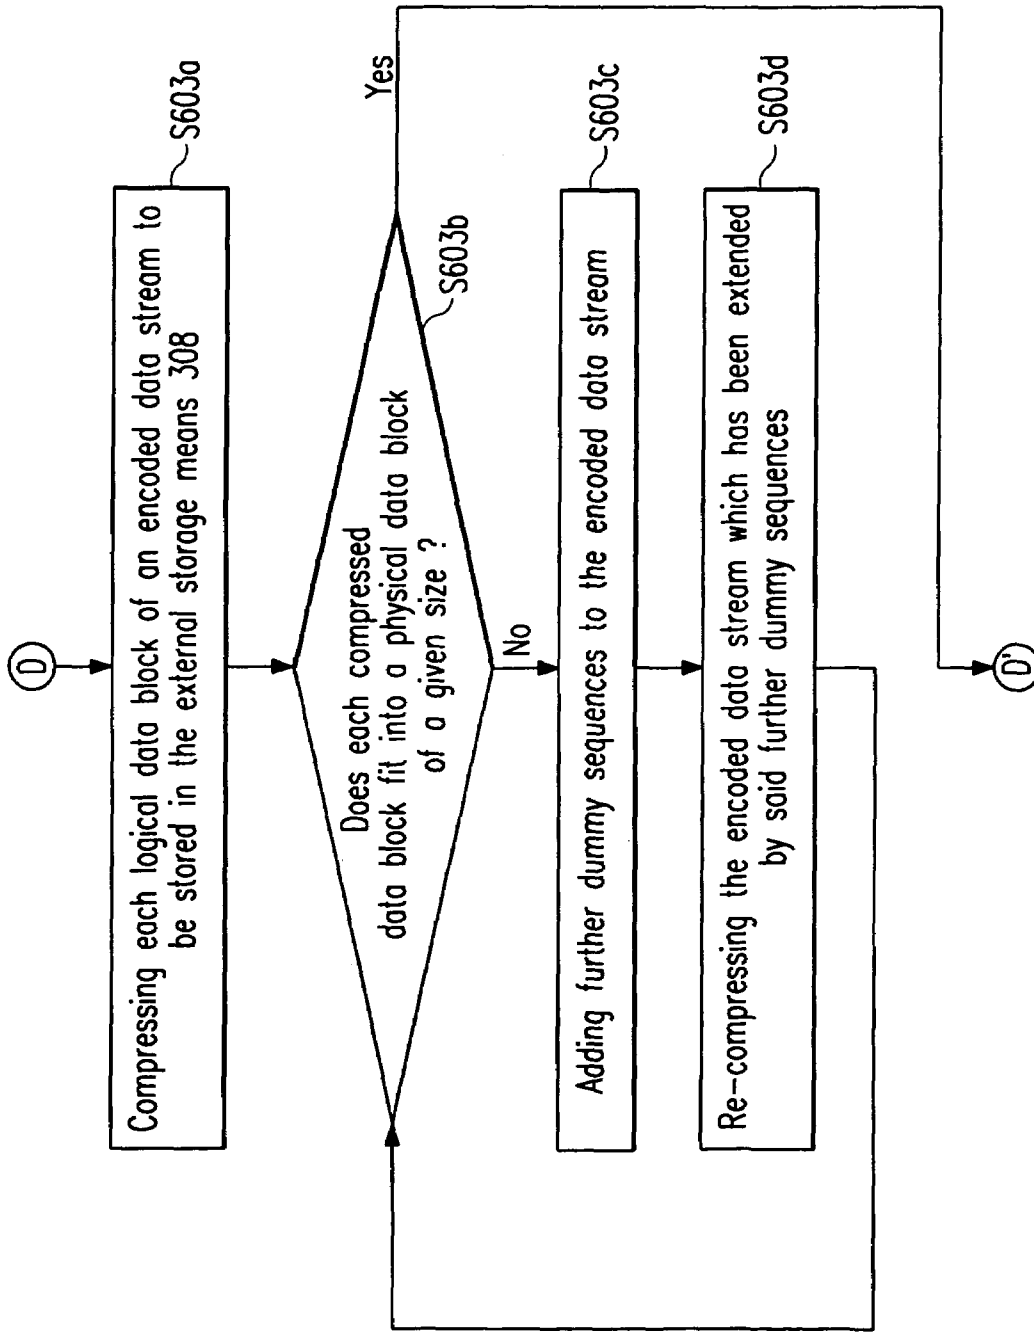 D
Compressing each logical data block of an encoded data stream to
be stored in the external storage means 308
S603a
Does each compressed
data block fit into a physical data block
of a given size ?
S603b
Yes
No
Adding further dummy sequences to the encoded data stream
S603c
Re-compressing the encoded data stream which has been extended
by said further dummy sequences
S603d
D'